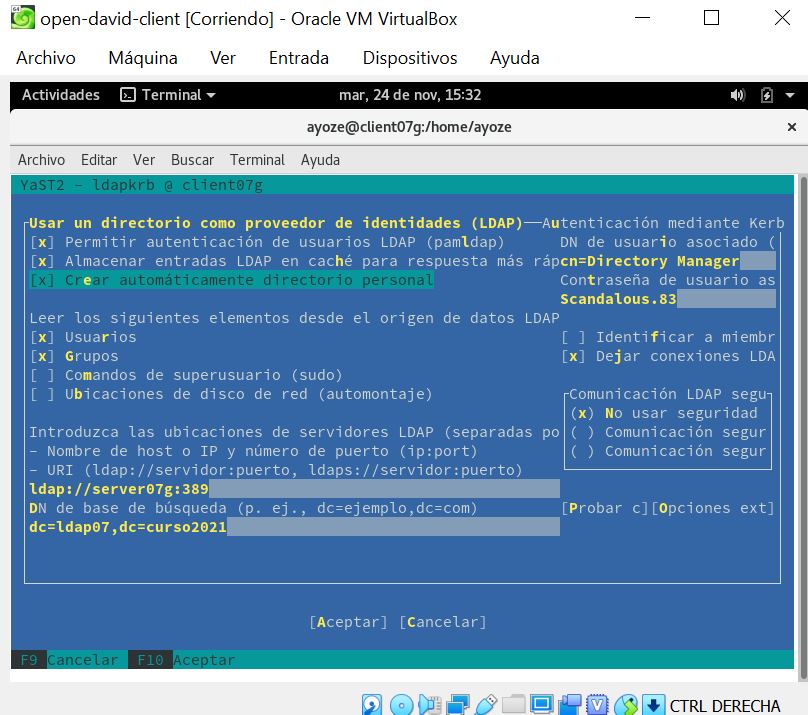 open-david-client [Corriendo] - Oracle VM VirtualBox
Archivo Máquina Ver Entrada Dispositivos Ayuda
Actividades Terminal mar, 24 de nov, 15:32
ayoze@client07g:/home/ayoze
Archivo Editar Ver Buscar Terminal Ayuda
YaST2 - ldapkrb @ client07g
Usar un directorio como proveedor de identidades (LDAP) Autenticación mediante Kerb
[x] Permitir autenticación de usuarios LDAP (pamldap) DN de usuario asociado (
[x] Almacenar entradas LDAP en caché para respuesta más ráp cn=Directory Manager
[x] Crear automáticamente directorio personal Contraseña de usuario as
Scandalous.83
Leer los siguientes elementos desde el origen de datos LDAP
[x] Usuarios [ ] Identificar a miembr
[x] Grupos [x] Dejar conexiones LDA
[ ] Comandos de superusuario (sudo)
[ ] Ubicaciones de disco de red (automontaje) Comunicación LDAP segu
(x) No usar seguridad
Introduzca las ubicaciones de servidores LDAP (separadas po ( ) Comunicación segur
- Nombre de host o IP y número de puerto (ip:port) ( ) Comunicación segur
- URI (ldap://servidor:puerto, ldaps://servidor:puerto)
ldap://server07g:389
DN de base de búsqueda (p. ej., dc=ejemplo,dc=com) [Probar c][Opciones ext]
dc=ldap07,dc=curso2021
[Aceptar] [Cancelar]
F9 Cancelar F10 Aceptar
CTRL DERECHA